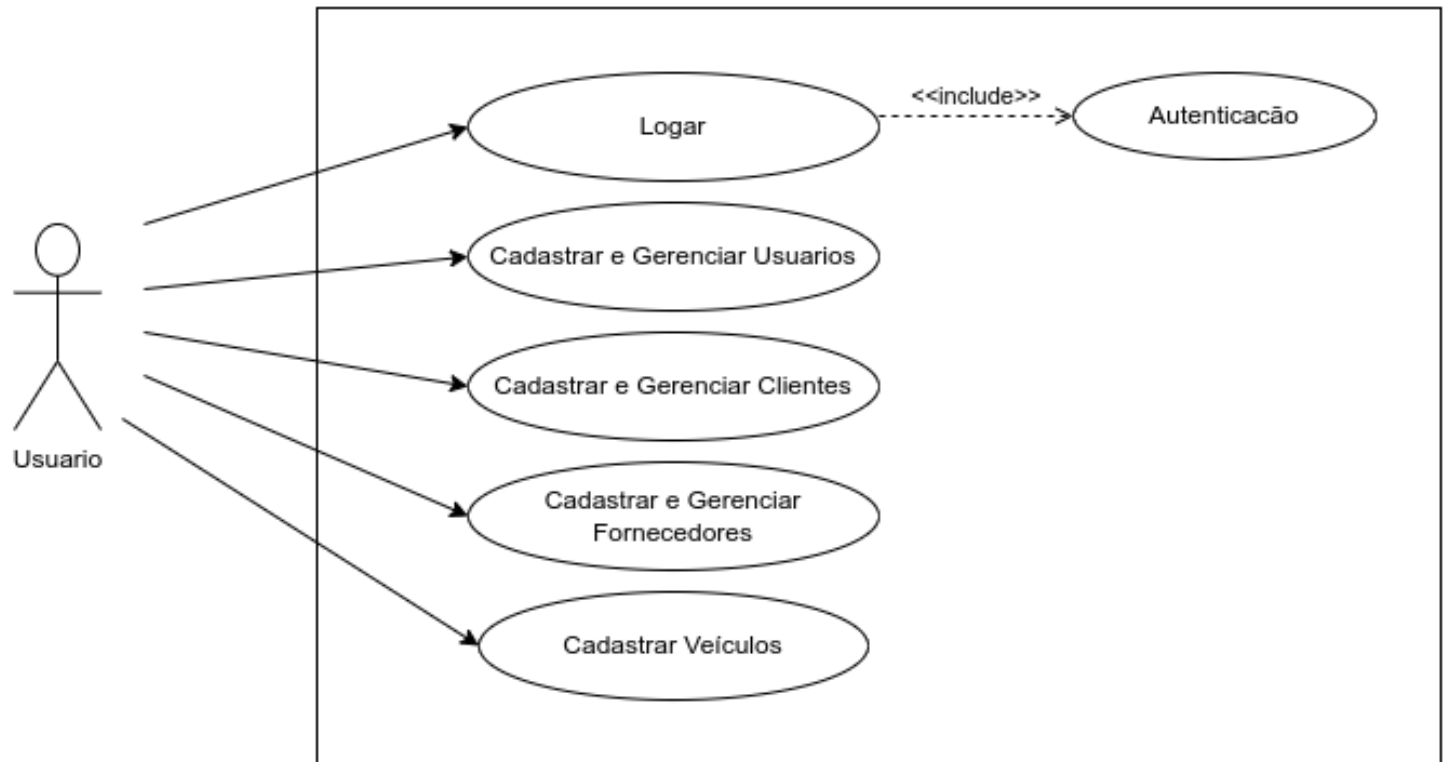 Logar
<<include>>
Autenticacão
Cadastrar e Gerenciar Usuarios
Cadastrar e Gerenciar Clientes
Usuario
Cadastrar e Gerenciar
Fornecedores
Cadastrar Veículos